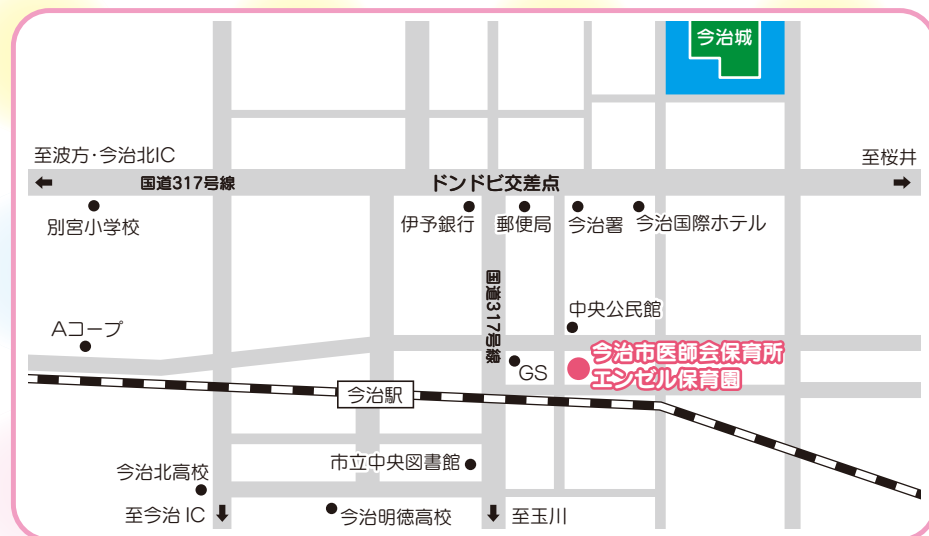 今治城
至波方・今治北IC
至桜井
国道317号線
ドンドビ交差点
別宮小学校
伊予銀行
郵便局
今治署
今治国際ホテル
国道317号線
中央公民館
Aコープ
今治市医師会保育所
エンゼル保育園
GS
今治駅
市立中央図書館
今治北高校
至今治 IC
今治明徳高校
至玉川